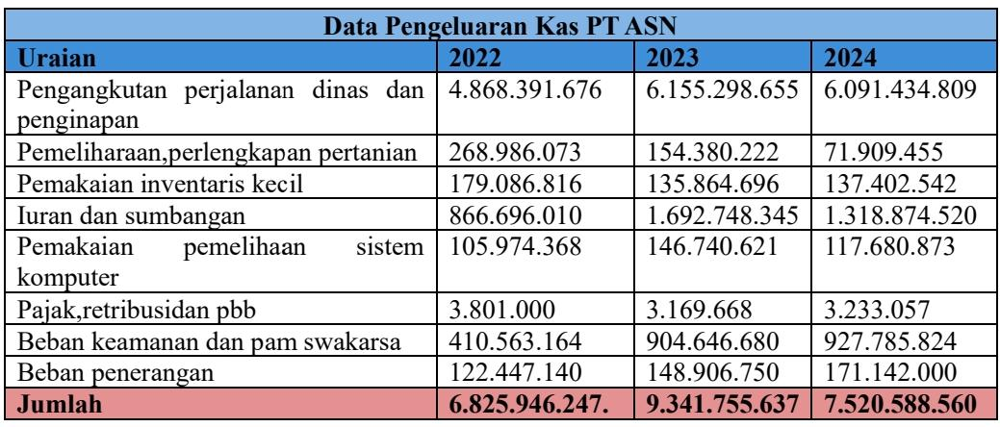 Data Pengeluaran Kas PT ASN
Uraian 2022 2023 2024
Pengangkutan perjalanan dinas dan 4.868.391.676 6.155.298.655 6.091.434.809
penginapan
Pemeliharaan,perlengkapan pertanian 268.986.073 154.380.222 71.909.455
Pemakaian inventaris kecil 179.086.816 135.864.696 137.402.542
Iuran dan sumbangan 866.696.010 1.692.748.345 1.318.874.520
Pemakaian pemelihaan sistem 105.974.368 146.740.621 117.680.873
komputer
Pajak,retribusidan pbb 3.801.000 3.169.668 3.233.057
Beban keamanan dan pam swakarsa 410.563.164 904.646.680 927.785.824
Beban penerangan 122.447.140 148.906.750 171.142.000
Jumlah 6.825.946.247. 9.341.755.637 7.520.588.560